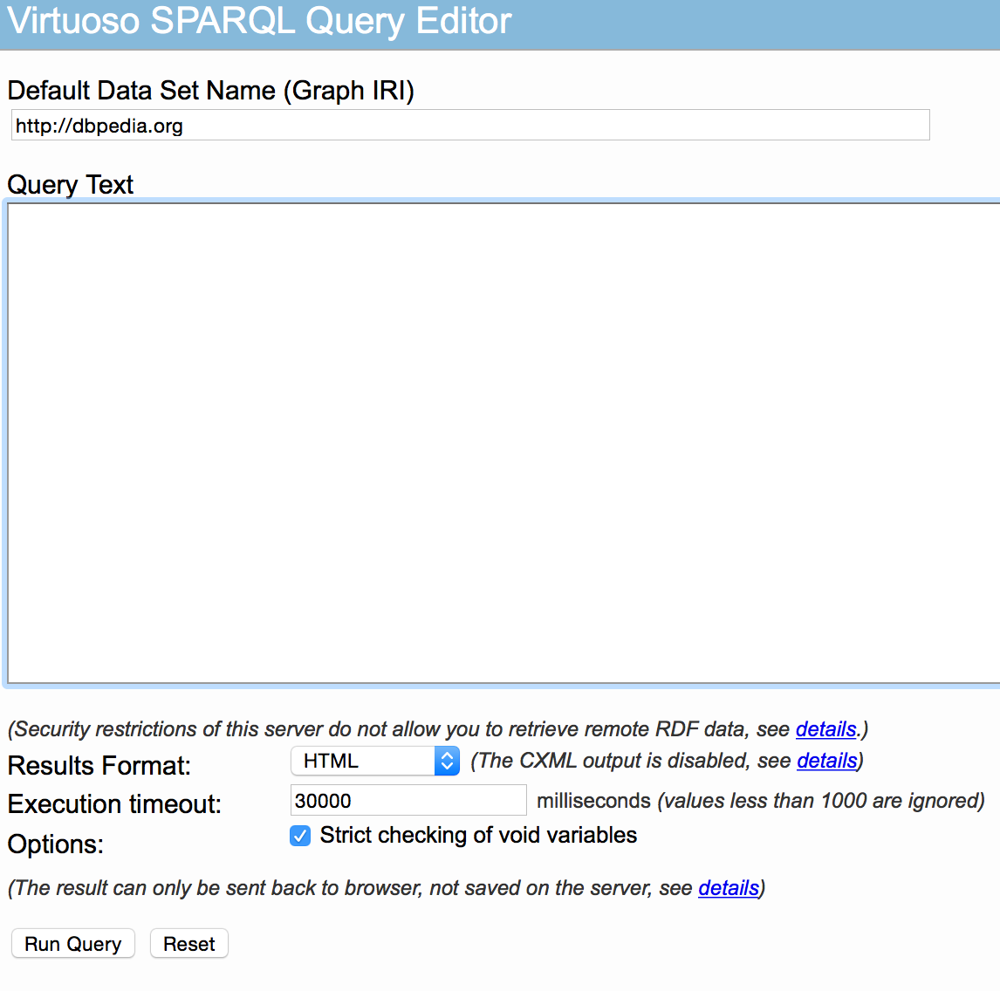 Virtuoso SPARQL Query Editor
Default Data Set Name (Graph IRI)
http://dbpedia.org
Query Text
(Security restrictions of this server do not allow you to retrieve remote RDF data, see details.)
Results Format: HTML (The CXML output is disabled, see details)
Execution timeout: 30000 milliseconds (values less than 1000 are ignored)
Options: Strict checking of void variables
(The result can only be sent back to browser, not saved on the server, see details)
Run Query Reset